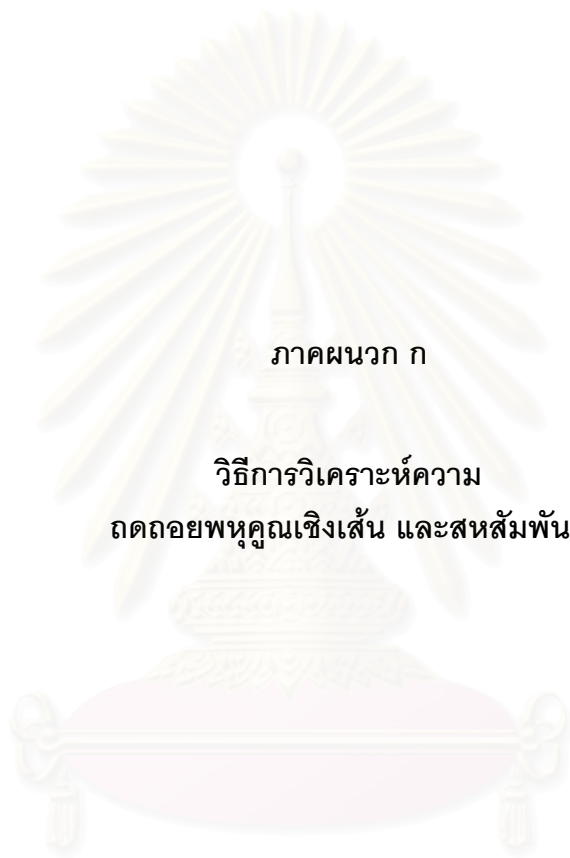 ภาคผนวก ก
วิธีการวิเคราะห์ความ
ถดถอยพหุคูณเชิงเส้น และสหสัมพัน